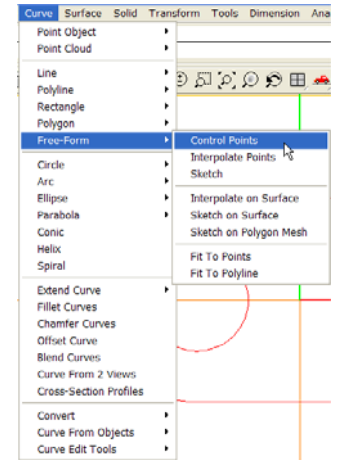 Curve Surface Solid Transform Tools Dimension Ana
Point Object
Point Cloud
Line
Polyline
Rectangle
Polygon
Free-Form
Control Points
Interpolate Points
Sketch
Interpolate on Surface
Sketch on Surface
Sketch on Polygon Mesh
Fit To Points
Fit To Polyline
Circle
Arc
Ellipse
Parabola
Conic
Helix
Spiral
Extend Curve
Fillet Curves
Chamfer Curves
Offset Curve
Blend Curves
Curve From 2 Views
Cross-Section Profiles
Convert
Curve From Objects
Curve Edit Tools